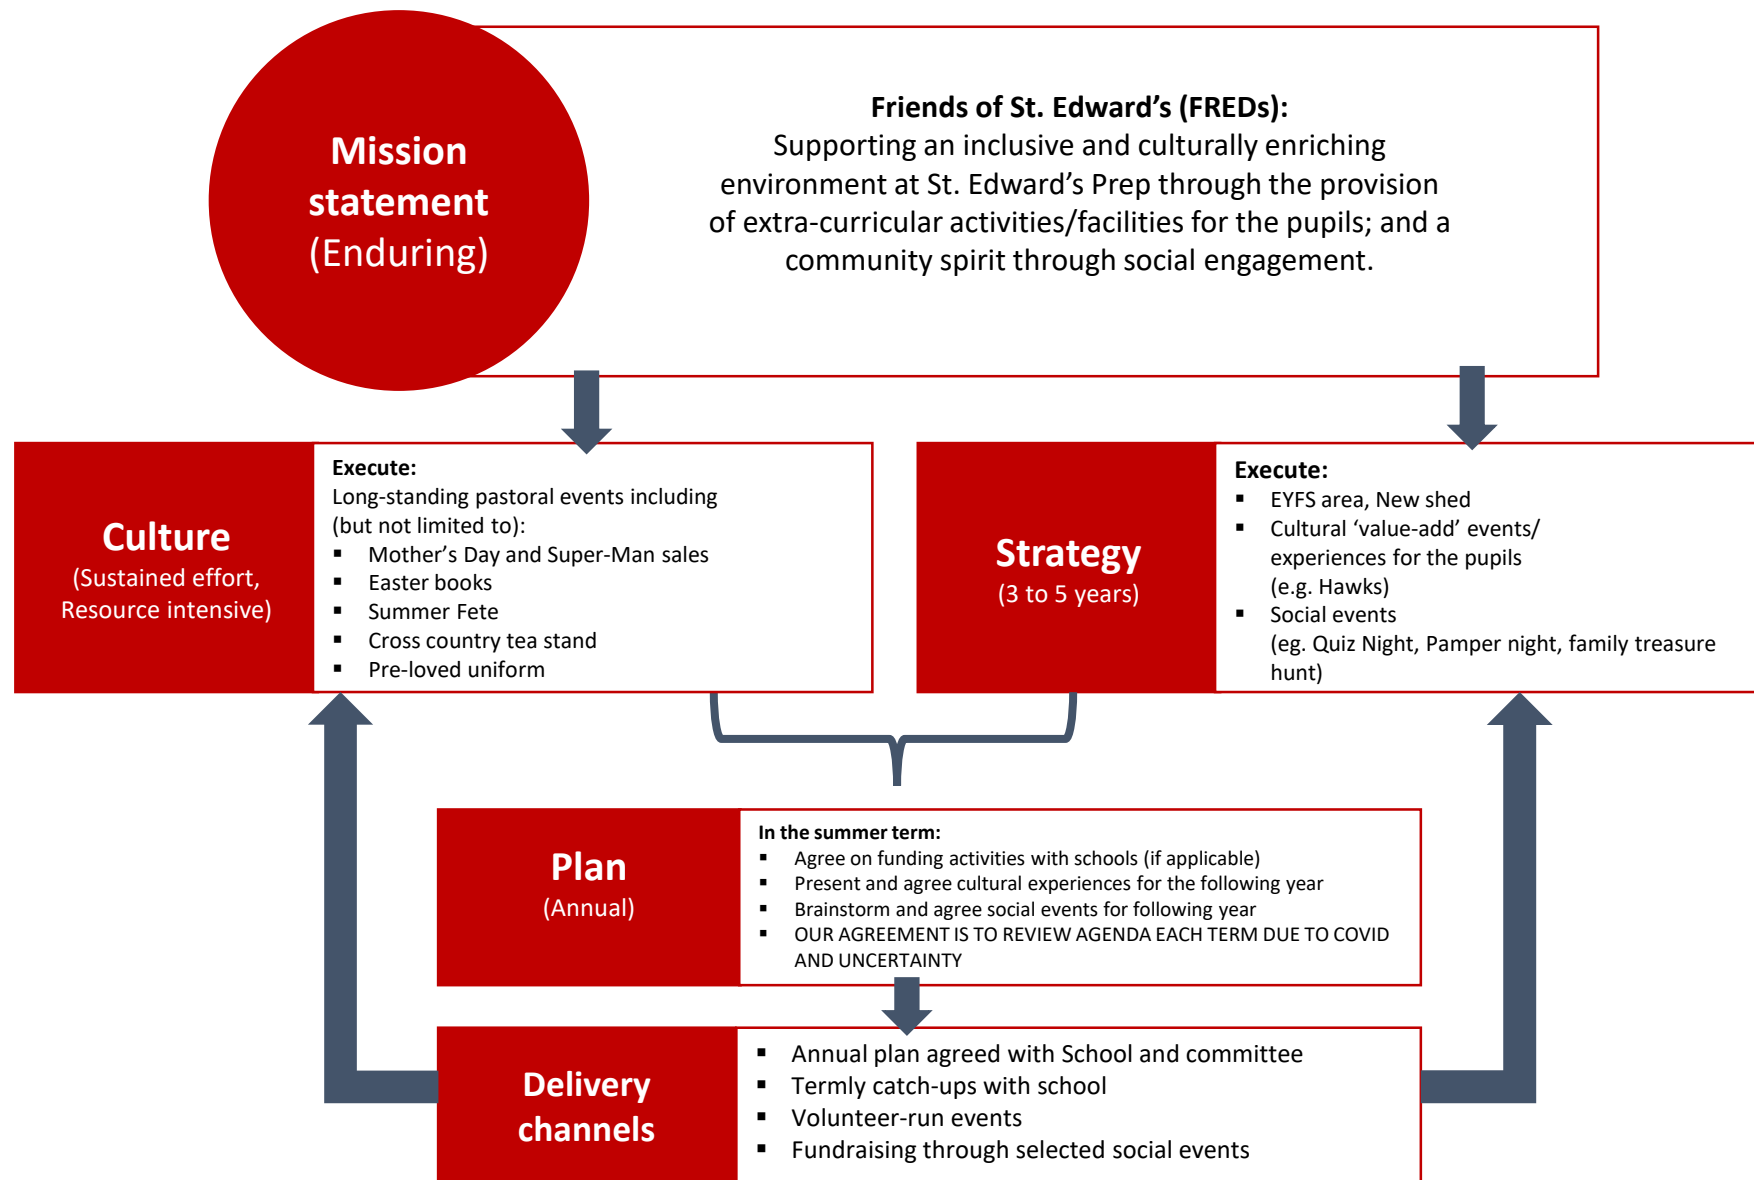 Mission
statement
(Enduring)
Friends of St. Edward’s (FREDs):
Supporting an inclusive and culturally enriching
environment at St. Edward’s Prep through the provision
of extra-curricular activities/facilities for the pupils; and a
community spirit through social engagement.
Culture
(Sustained effort,
Resource intensive)
Execute:
Long-standing pastoral events including
(but not limited to):
▪ Mother’s Day and Super-Man sales
▪ Easter books
▪ Summer Fete
▪ Cross country tea stand
▪ Pre-loved uniform
Strategy
(3 to 5 years)
Execute:
▪ EYFS area, New shed
▪ Cultural ‘value-add’ events/
experiences for the pupils
(e.g. Hawks)
▪ Social events
(eg. Quiz Night, Pamper night, family treasure
hunt)
Plan
(Annual)
In the summer term:
▪ Agree on funding activities with schools (if applicable)
▪ Present and agree cultural experiences for the following year
▪ Brainstorm and agree social events for following year
▪ OUR AGREEMENT IS TO REVIEW AGENDA EACH TERM DUE TO COVID
AND UNCERTAINTY
Delivery
channels
▪ Annual plan agreed with School and committee
▪ Termly catch-ups with school
▪ Volunteer-run events
▪ Fundraising through selected social events